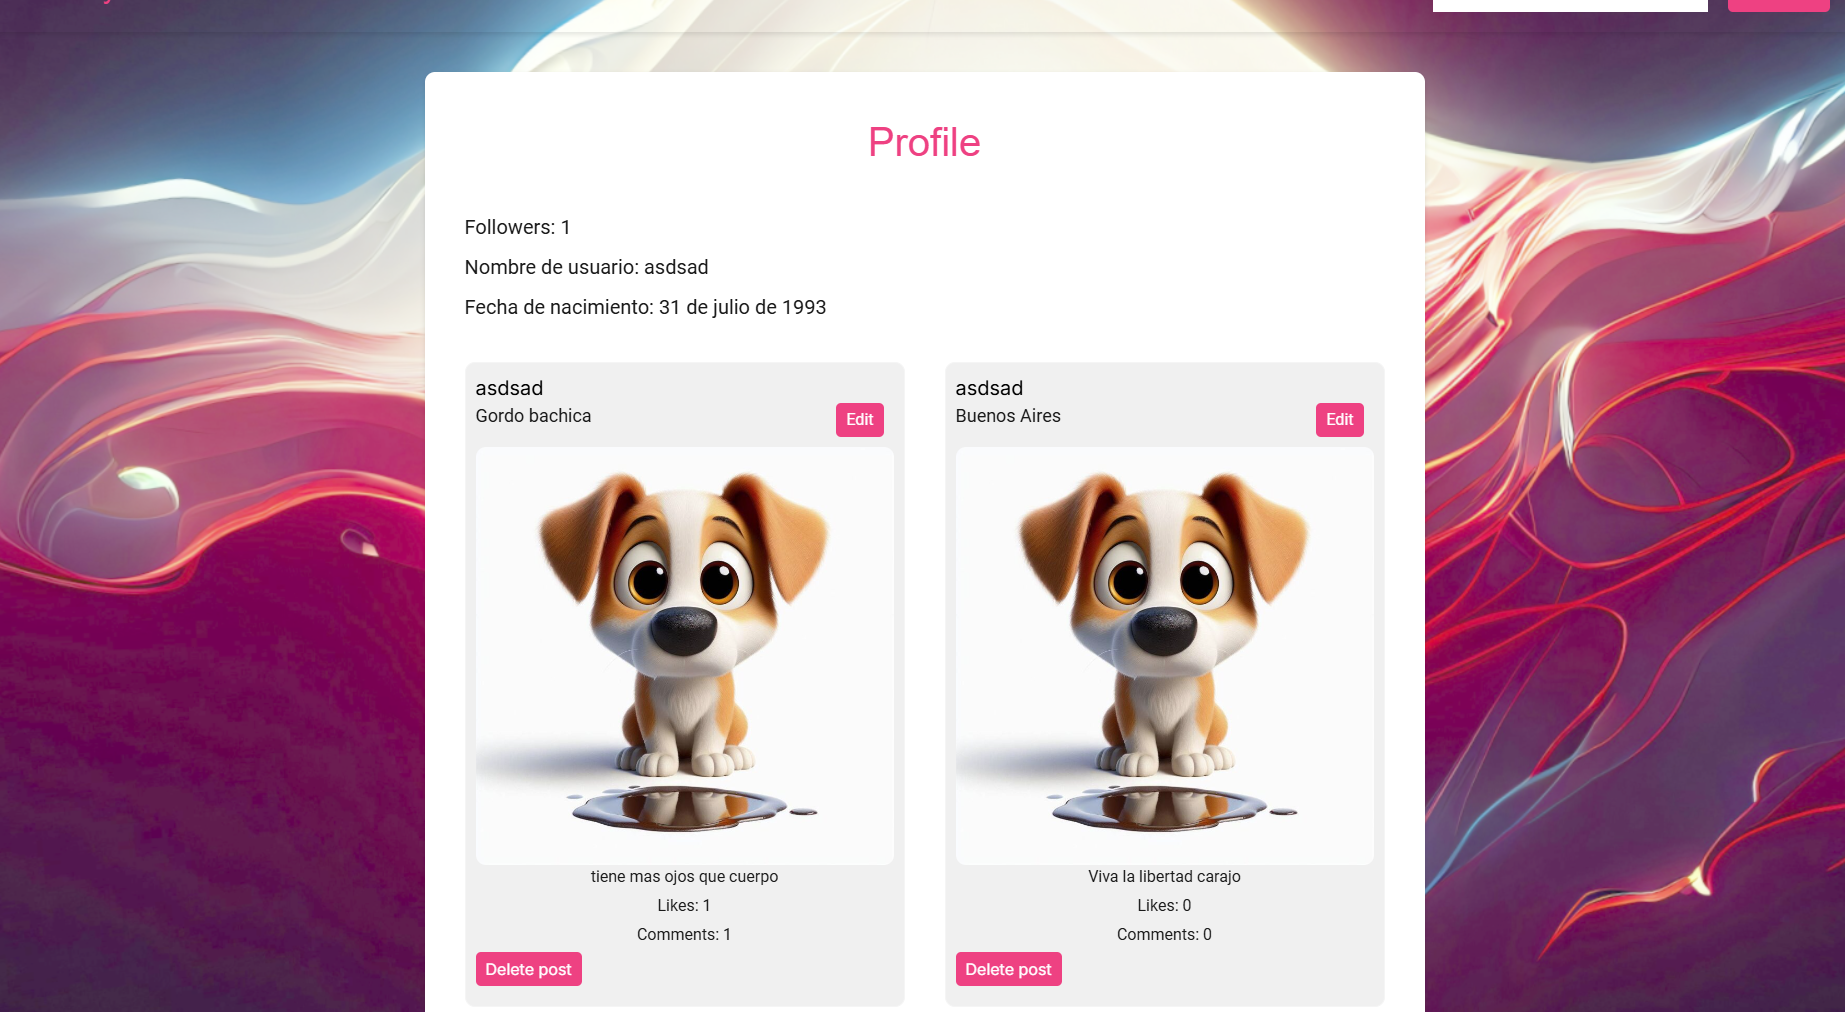 Profile
Followers: 1
Nombre de usuario: asdsad
Fecha de nacimiento: 31 de julio de 1993
asdsad
Gordo bachica
Edit
tiene mas ojos que cuerpo
Likes: 1
Comments: 1
Delete post
asdsad
Buenos Aires
Edit
Viva la libertad carajo
Likes: 0
Comments: 0
Delete post